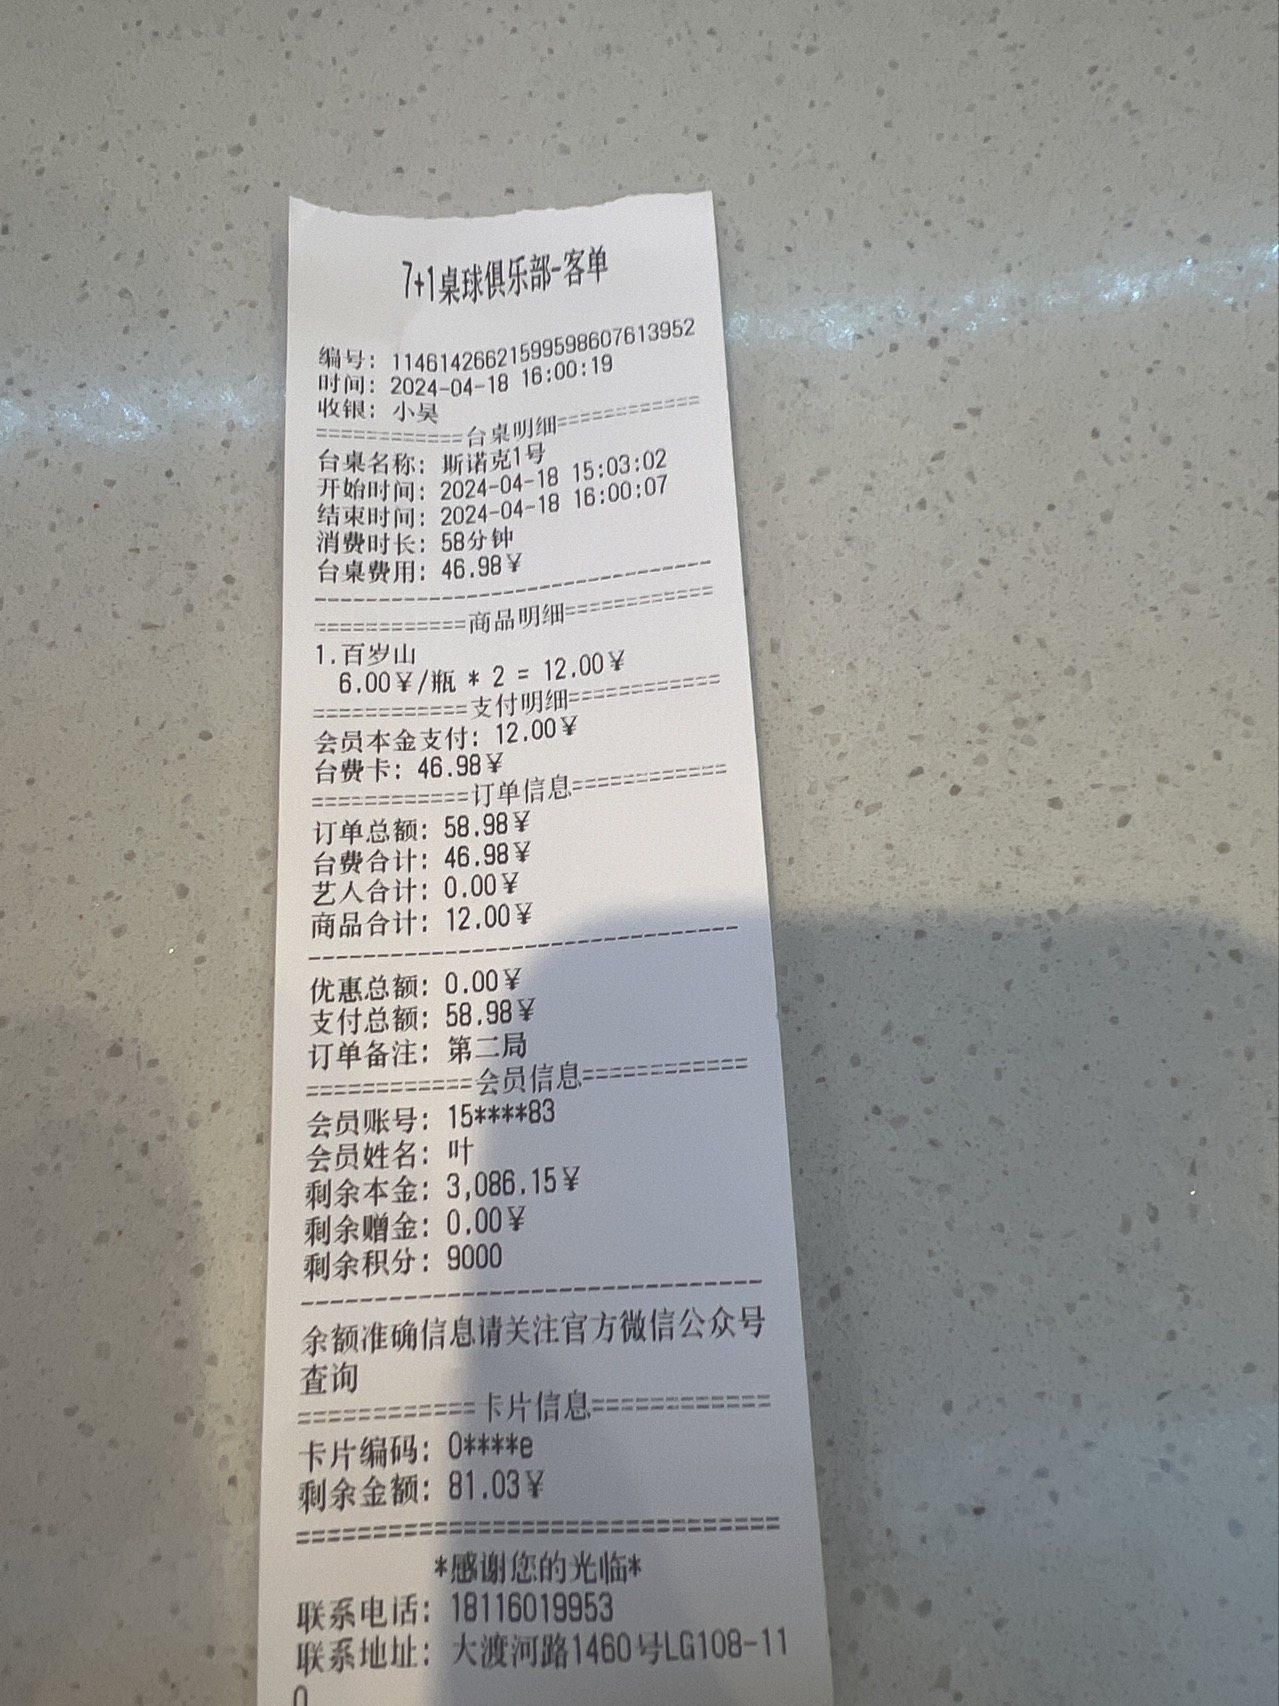 7+1桌球俱乐部-客单
编号: 11461426621599598607613952
时间: 2024-04-18 16:00:19
收银: 小吴
============台桌明细============
台桌名称: 斯诺克1号
开始时间: 2024-04-18 15:03:02
结束时间: 2024-04-18 16:00:07
消费时长: 58分钟
台桌费用: 46.98¥
--------------------------------
============商品明细============
1.百岁山
6.00¥/瓶 * 2 = 12.00¥
============支付明细============
会员本金支付: 12.00¥
台费卡: 46.98¥
============订单信息============
订单总额: 58.98¥
台费合计: 46.98¥
艺人合计: 0.00¥
商品合计: 12.00¥
--------------------------------
优惠总额: 0.00¥
支付总额: 58.98¥
订单备注: 第二局
============会员信息============
会员账号: 15****83
会员姓名: 叶
剩余本金: 3,086.15¥
剩余赠金: 0.00¥
剩余积分: 9000
--------------------------------
余额准确信息请关注官方微信公众号
查询
============卡片信息============
卡片编码: 0****e
剩余金额: 81.03¥
================================
*感谢您的光临*
联系电话: 18116019953
联系地址: 大渡河路1460号LG108-11
0